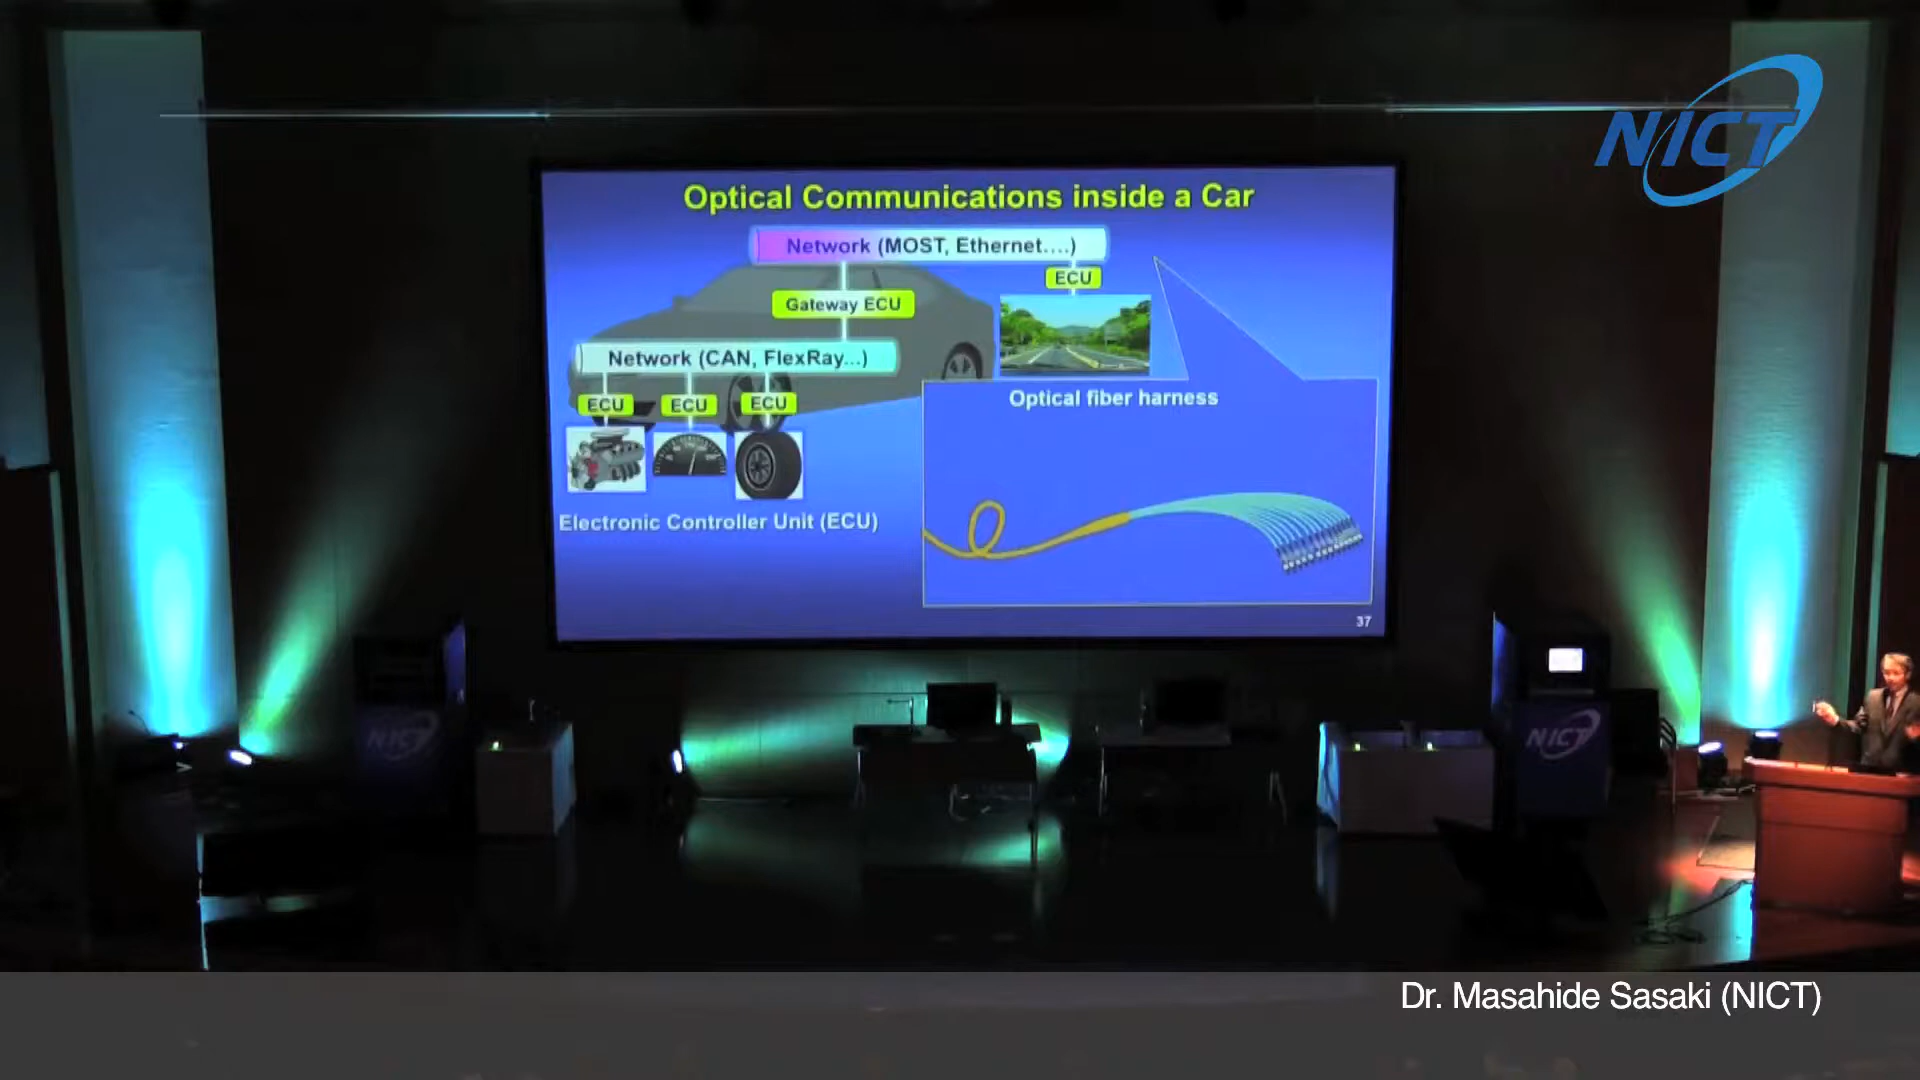 NICT
Optical Communications inside a Car
Network (MOST, Ethernet....)
ECU
Gateway ECU
Network (CAN, FlexRay...)
ECU
ECU
ECU
Optical fiber harness
Electronic Controller Unit (ECU)
37
NICT
NICT
Dr. Masahide Sasaki (NICT)